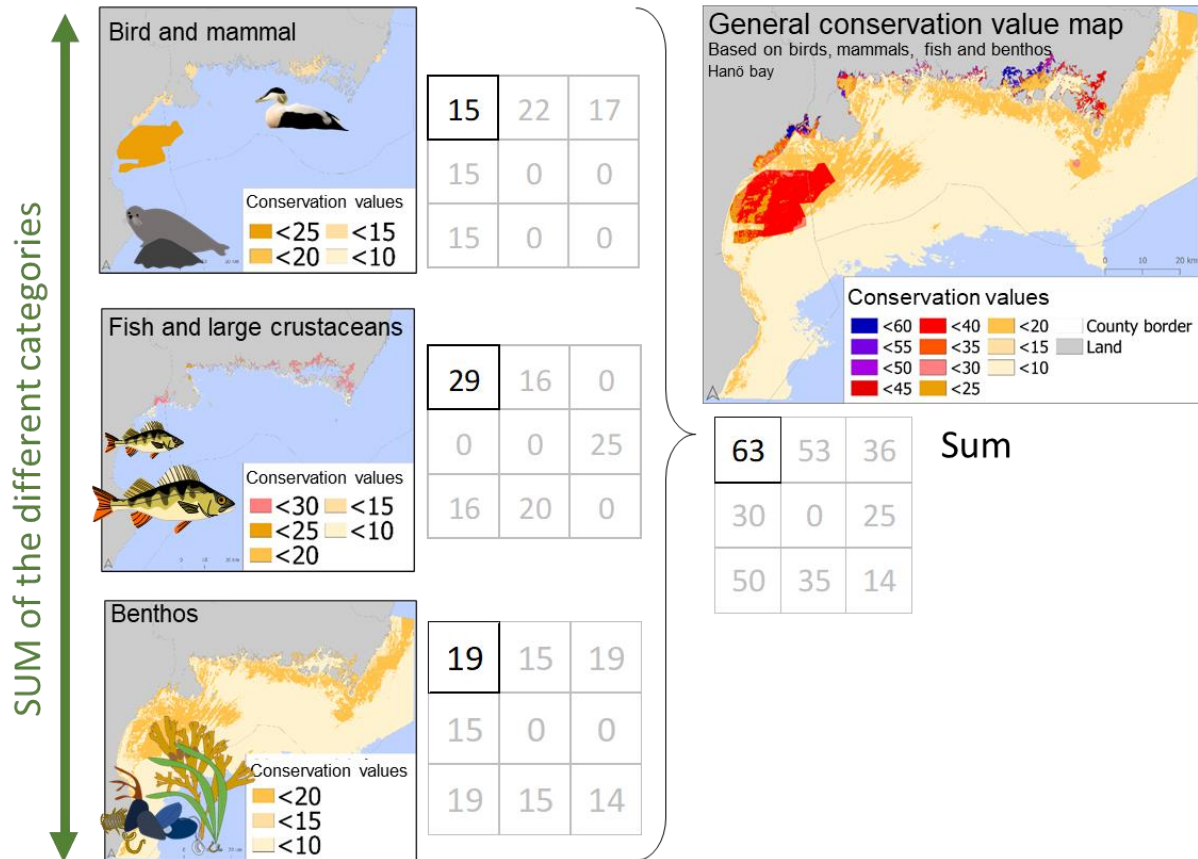 SUM of the different categories
Bird and mammal
Conservation values
<25 <15
<20 <10
15 22 17
15 0 0
15 0 0
Fish and large crustaceans
Conservation values
<30 <15
<25 <10
<20
29 16 0
0 0 25
16 20 0
Benthos
Conservation values
<20
<15
<10
19 15 19
15 0 0
19 15 14
General conservation value map
Based on birds, mammals, fish and benthos
Hanö bay
0 10 20 km
Conservation values
<60 <40 <20 County border
<55 <35 <15 Land
<50 <30 <10
<45 <25
63 53 36
30 0 25
50 35 14
Sum